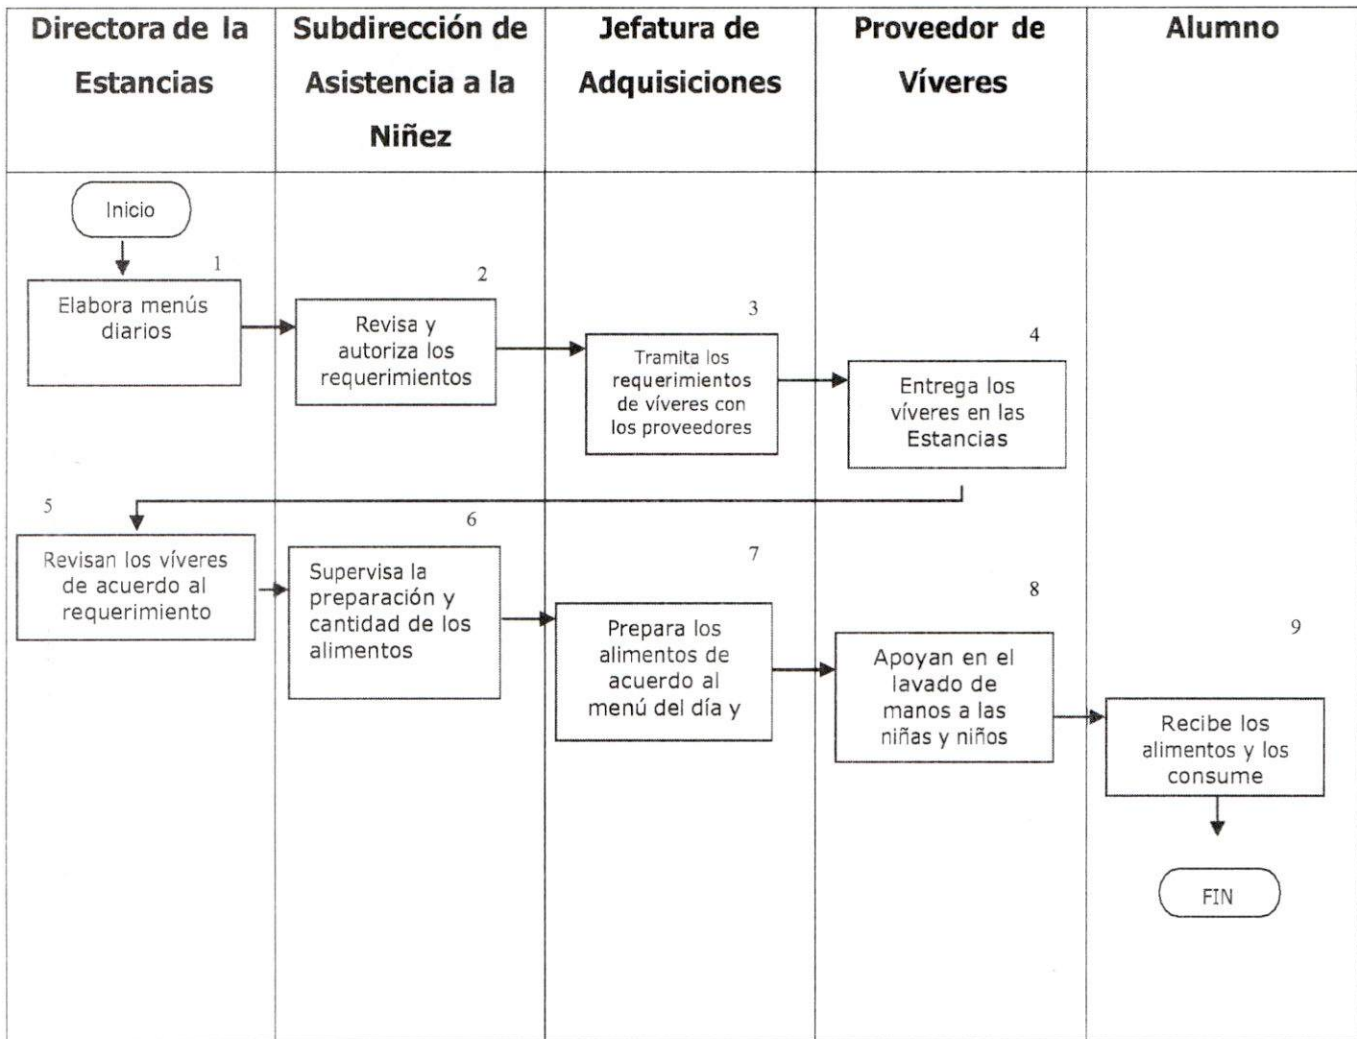 Directora de la
Estancias
Subdirección de
Asistencia a la
Niñez
Jefatura de
Adquisiciones
Proveedor de
Víveres
Alumno
Inicio
1
Elabora menús
diarios
2
Revisa y
autoriza los
requerimientos
3
Tramita los
requerimientos
de víveres con
los proveedores
4
Entrega los
víveres en las
Estancias
5
Revisan los víveres
de acuerdo al
requerimiento
6
Supervisa la
preparación y
cantidad de los
alimentos
7
Prepara los
alimentos de
acuerdo al
menú del día y
8
Apoyan en el
lavado de
manos a las
niñas y niños
9
Recibe los
alimentos y los
consume
FIN